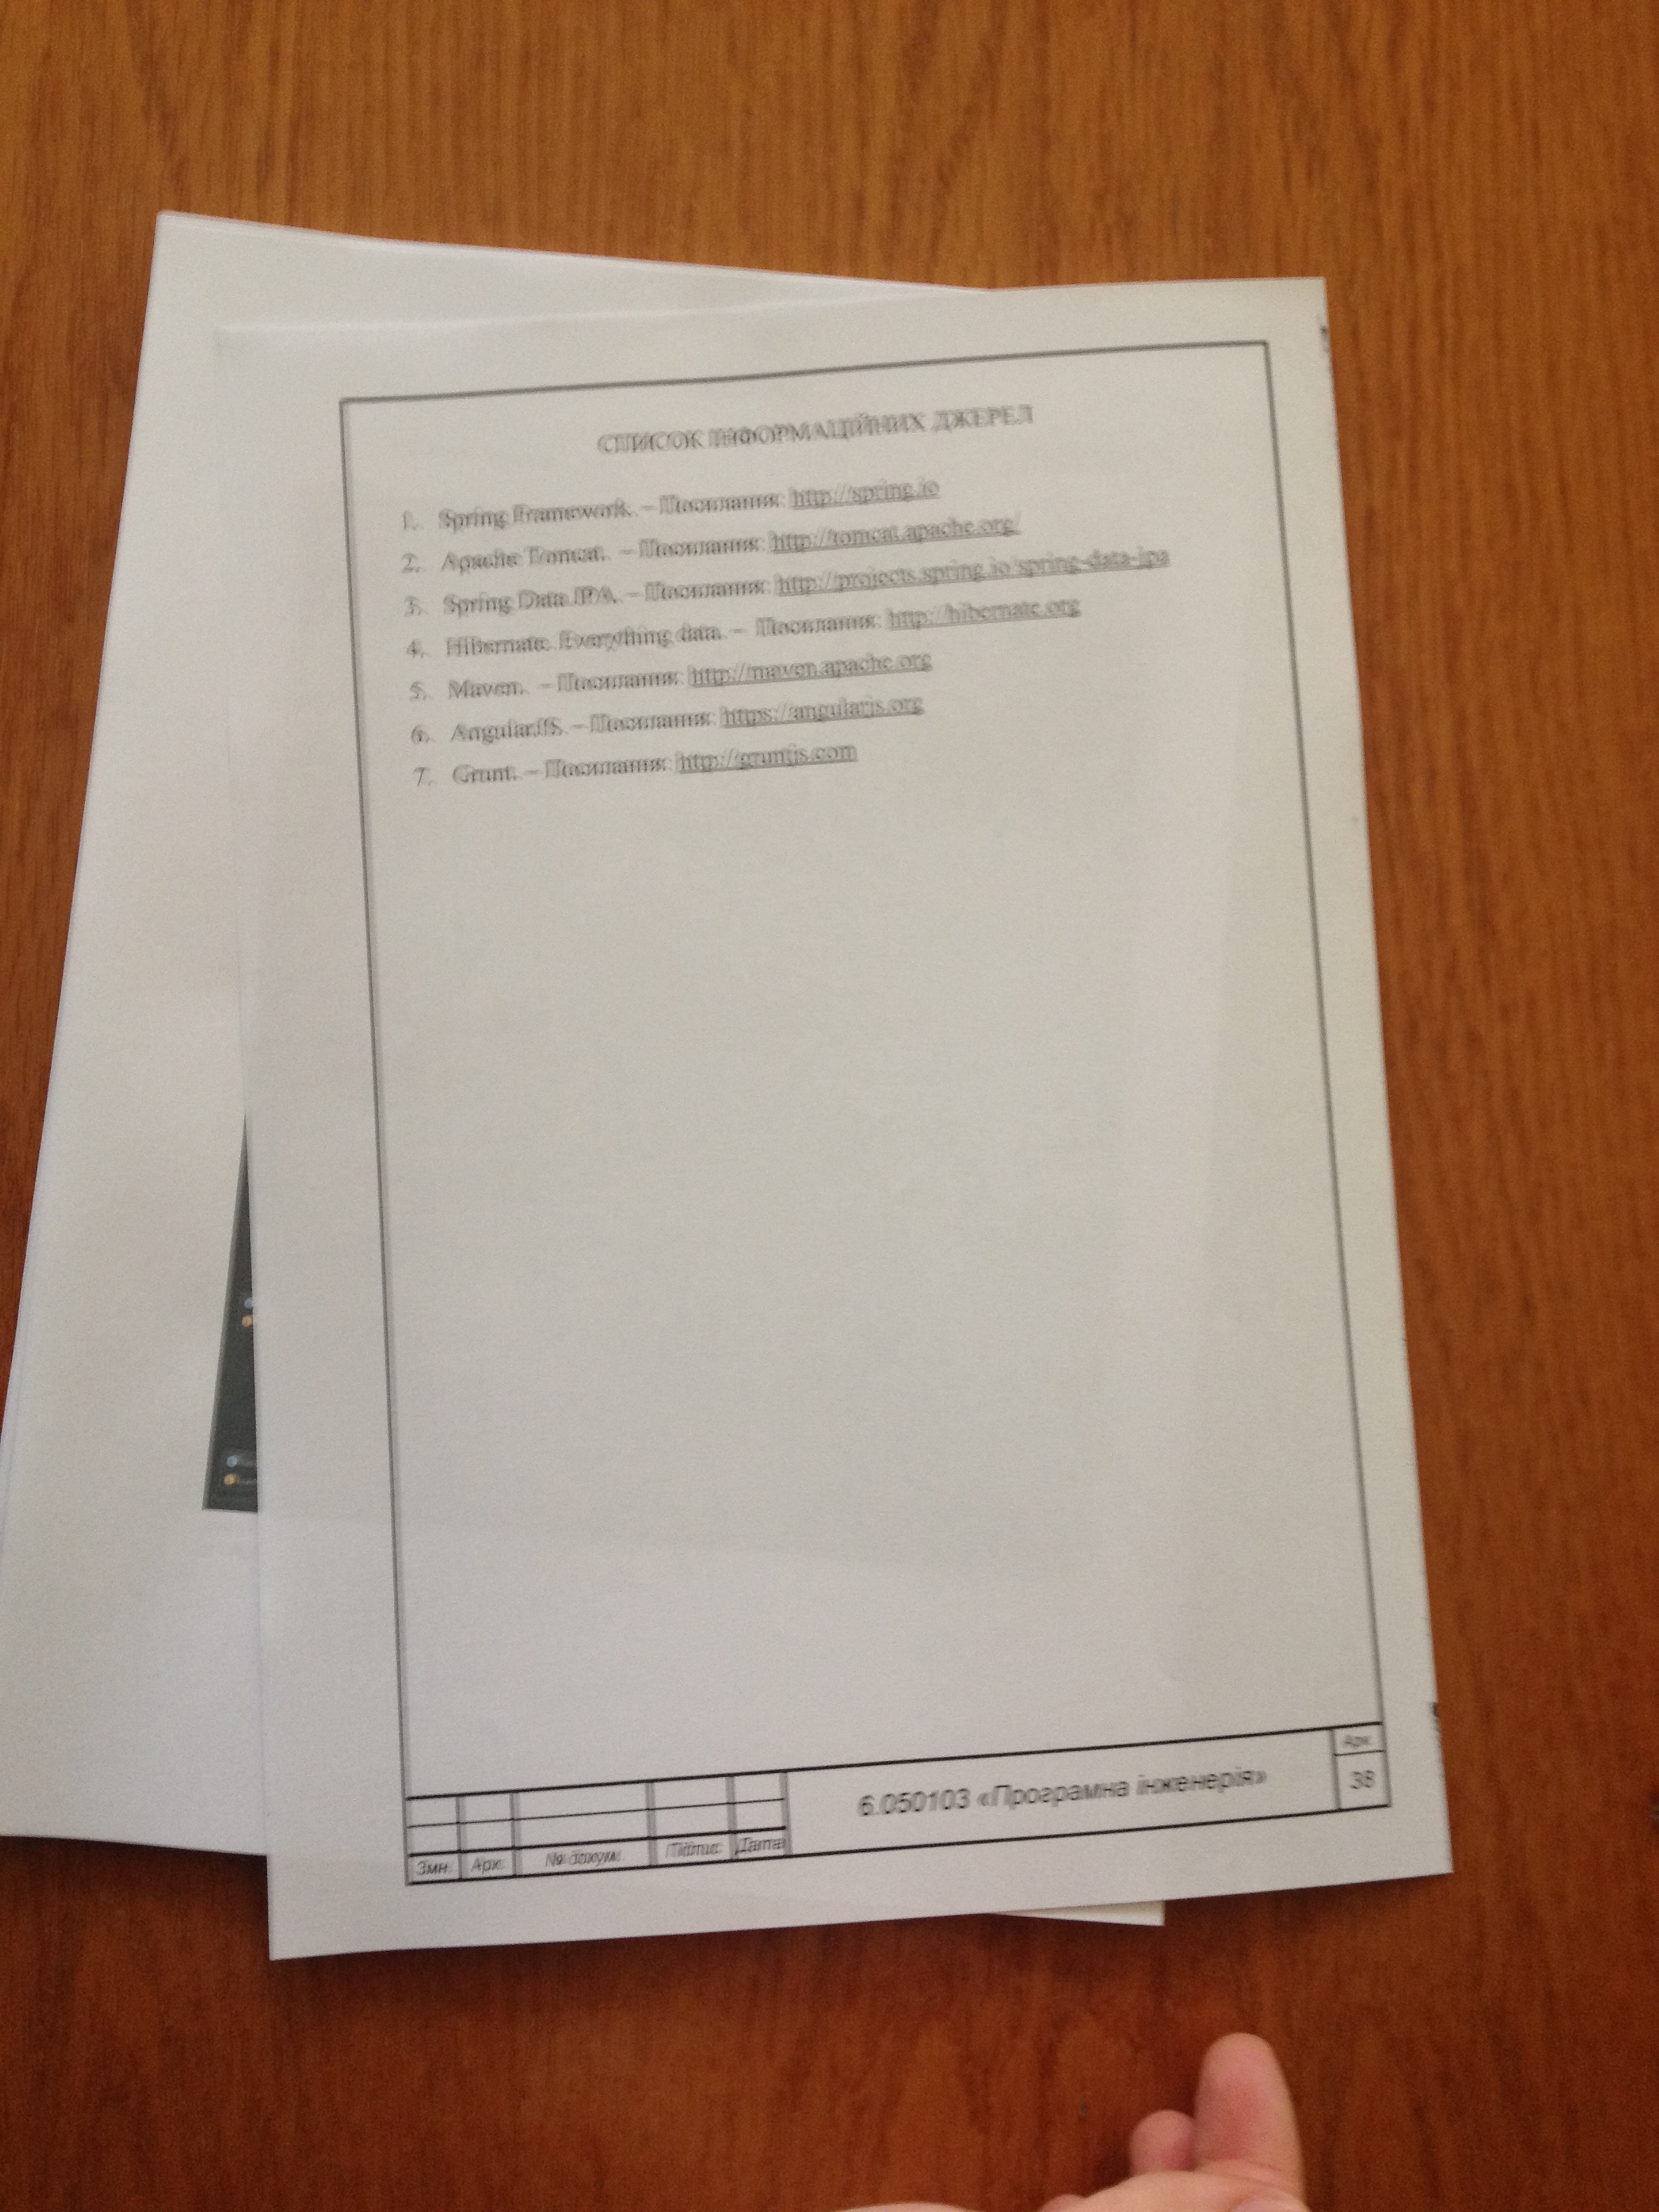 СПИСОК ІНФОРМАЦІЙНИХ ДЖЕРЕЛ
1. Spring Framework. – Посилання: http://spring.io
2. Apache Tomcat. – Посилання: http://tomcat.apache.org/
3. Spring Data JPA. – Посилання: http://projects.spring.io/spring-data-jpa
4. Hibernate. Everything data. – Посилання: http://hibernate.org
5. Maven. – Посилання: http://maven.apache.org
6. AngularJS. – Посилання: https://angularjs.org
7. Grunt. – Посилання: http://gruntjs.com
6.050103 «Програмна інженерія»
Арк.
38
Змн. Арк. № докум. Підпис Дата